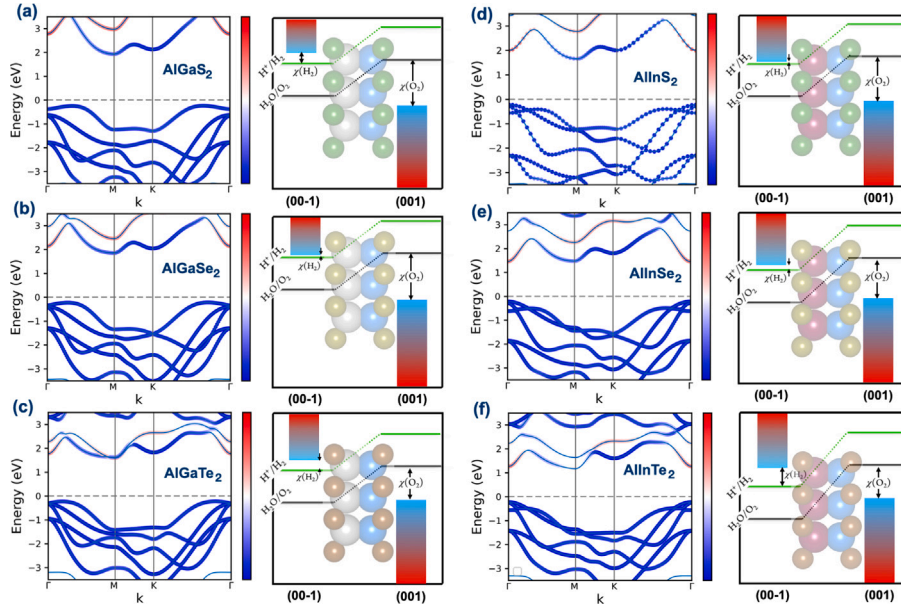 (a)
Energy (eV)
3
2
1
0
−1
−2
−3
AlGaS2
Γ
M
K
Γ
k
H+/H2
H2O/O2
χ(H2)
χ(O2)
(00-1)
(001)
(d)
Energy (eV)
3
2
1
0
−1
−2
−3
AlInS2
Γ
M
K
Γ
k
H+/H2
H2O/O2
χ(H2)
χ(O2)
(00-1)
(001)
(b)
Energy (eV)
3
2
1
0
−1
−2
−3
AlGaSe2
Γ
M
K
Γ
k
H+/H2
H2O/O2
χ(H2)
χ(O2)
(00-1)
(001)
(e)
Energy (eV)
3
2
1
0
−1
−2
−3
AlInSe2
Γ
M
K
Γ
k
H+/H2
H2O/O2
χ(H2)
χ(O2)
(00-1)
(001)
(c)
Energy (eV)
3
2
1
0
−1
−2
−3
AlGaTe2
Γ
M
K
Γ
k
H+/H2
H2O/O2
χ(H2)
χ(O2)
(00-1)
(001)
(f)
Energy (eV)
3
2
1
0
−1
−2
−3
AlInTe2
Γ
M
K
Γ
k
H+/H2
H2O/O2
χ(H2)
χ(O2)
(00-1)
(001)